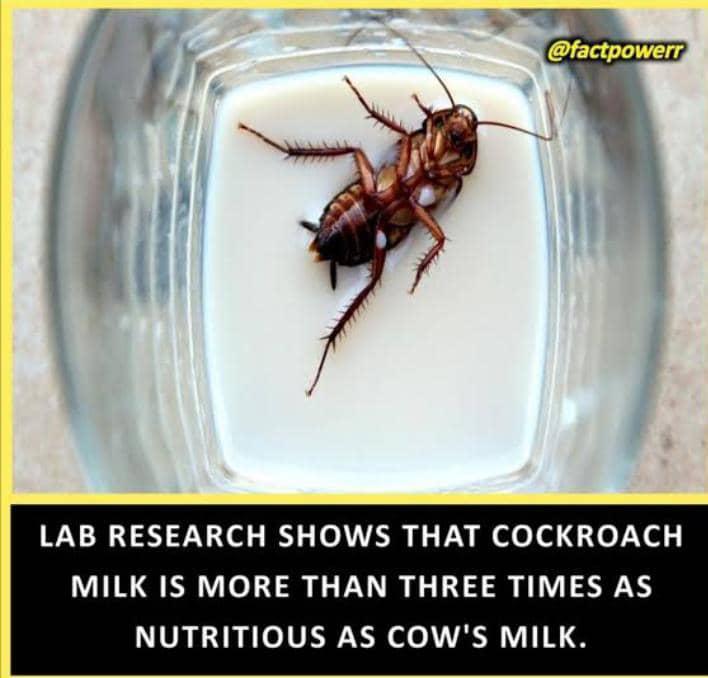 @factpowerr
LAB RESEARCH SHOWS THAT COCKROACH
MILK IS MORE THAN THREE TIMES AS
NUTRITIOUS AS COW'S MILK.